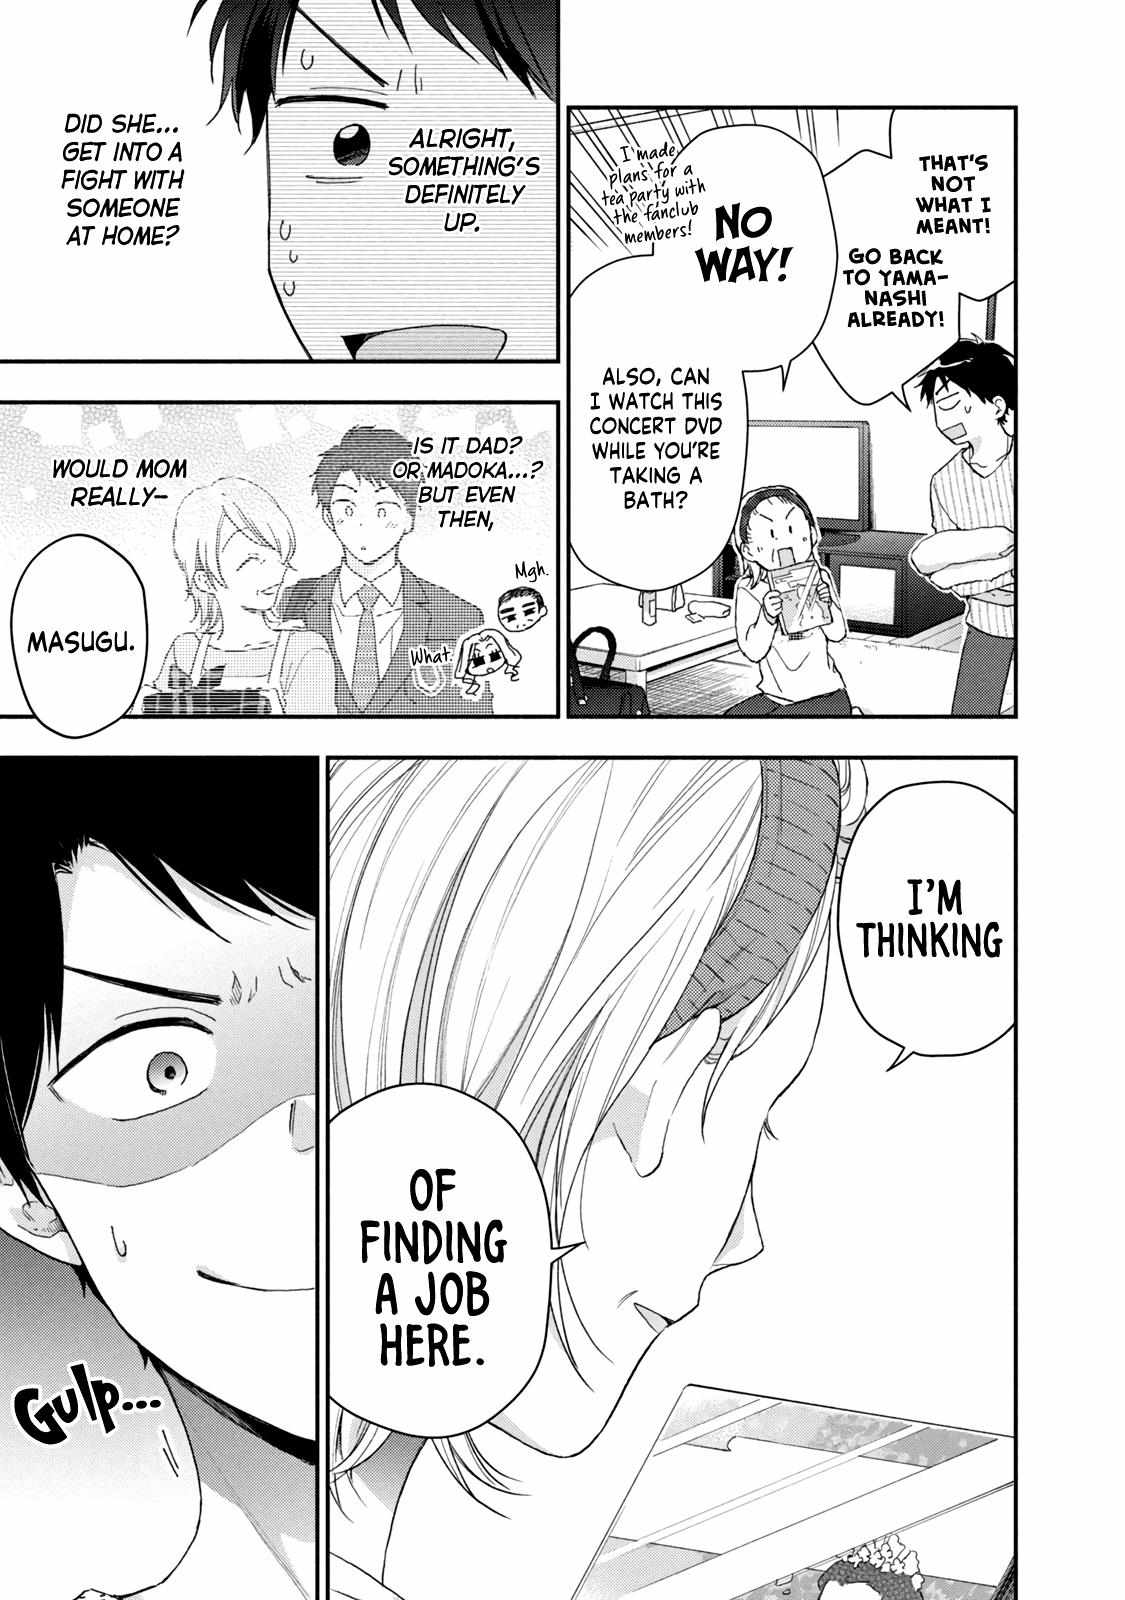 THAT'S
NOT
WHAT I
MEANT!
GO BACK
TO YAMA-
NASHI
ALREADY!
NO
WAY!
I made
plans for a
tea party with
the fanclub
members!
ALSO, CAN
I WATCH THIS
CONCERT DVD
WHILE YOU'RE
TAKING A
BATH?
ALRIGHT,
SOMETHING'S
DEFINITELY
UP.
DID SHE...
GET INTO A
FIGHT WITH
SOMEONE
AT HOME?
IS IT DAD?
OR MADOKA...?
BUT EVEN
THEN,
Mgh.
What.
WOULD MOM
REALLY–
MASUGU.
I'M
THINKING
OF
FINDING
A JOB
HERE.
Gulp...